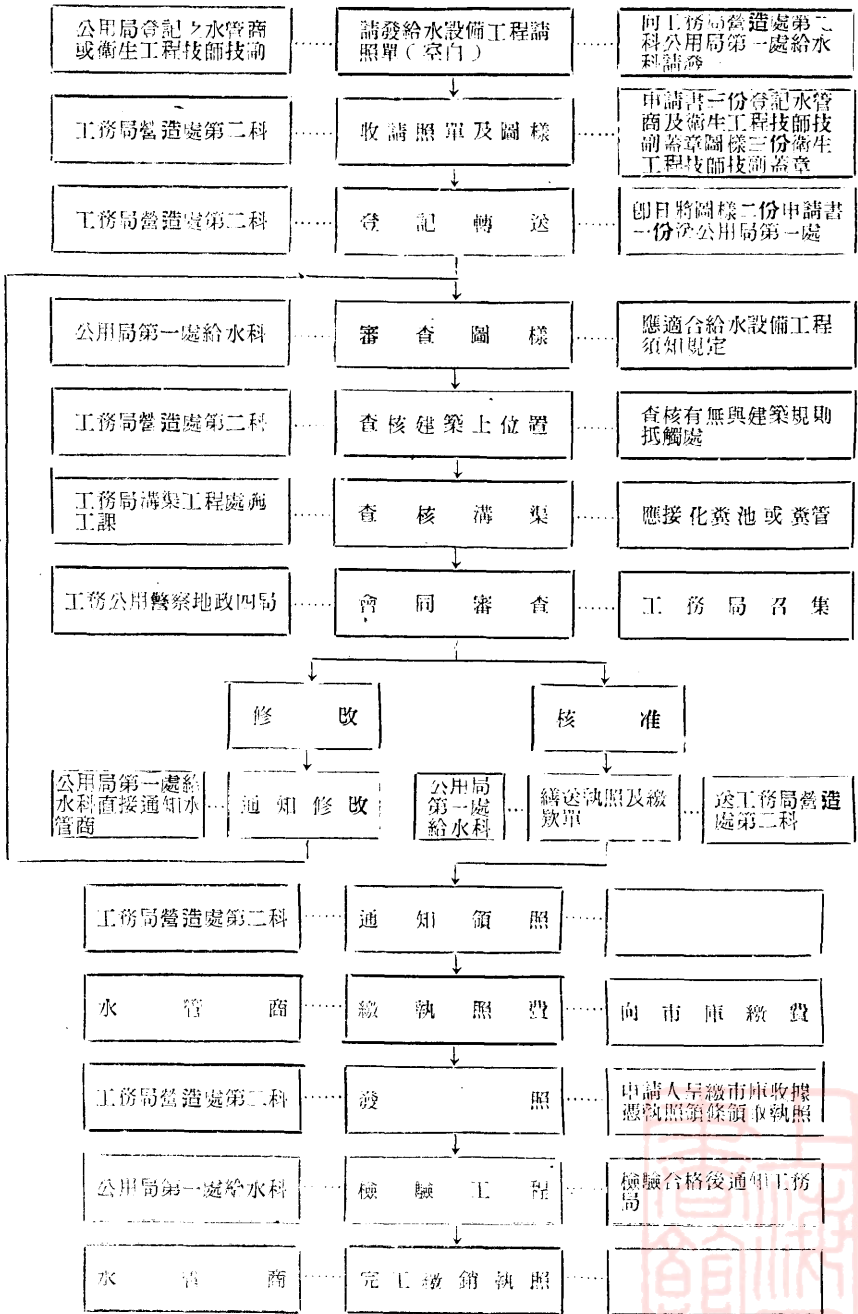 公用局登記之水管商
或衛生工程技師技副
請發給水設備工程請
照單(空白)
向工務局營造處第二
科公用局第一處給水
科請發
工務局營造處第二科
收請照單及圖樣
申請書二份登記水管
商及衛生工程技師技
副蓋章圖樣三份衛生
工程技師技副蓋章
工務局營造處第二科
登記轉送
即日將圖樣二份申請書
一份送公用局第一處
公用局第一處給水科
審查圖樣
應適合給水設備工程
須知規定
工務局營造處第二科
查核建築上位置
查核有無與建築規則
抵觸處
工務局溝渠工程處施
工課
查核溝渠
應接化糞池或糞管
工務公用警察地政四局
會同審查
工務局召集
修改
核准
公用局第一處給
水科直接通知水
管商
通知修改
公用局
第一處
給水科
繕送執照及繳
款單
送工務局營造
處第二科
工務局營造處第二科
通知領照
水管商
繳執照費
向市庫繳費
工務局營造處第二科
發照
申請人呈繳市庫收據
憑執照領條領取執照
公用局第一處給水科
檢驗工程
檢驗合格後通知工務
局
水管商
完工繳銷執照